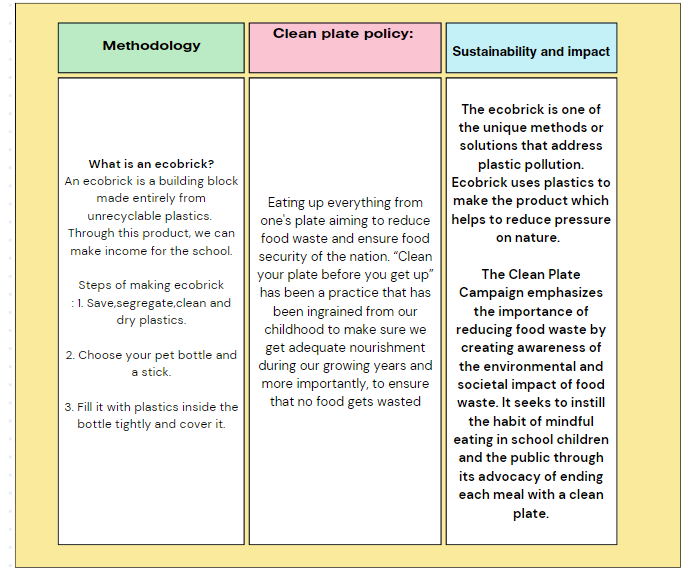 Methodology
Clean plate policy:
Sustainability and impact
What is an ecobrick?
An ecobrick is a building block
made entirely from
unrecyclable plastics.
Through this product, we can
make income for the school.
Steps of making ecobrick
: 1. Save,segregate,clean and
dry plastics.
2. Choose your pet bottle and
a stick.
3. Fill it with plastics inside the
bottle tightly and cover it.
Eating up everything from
one's plate aiming to reduce
food waste and ensure food
security of the nation. “Clean
your plate before you get up”
has been a practice that has
been ingrained from our
childhood to make sure we
get adequate nourishment
during our growing years and
more importantly, to ensure
that no food gets wasted
The ecobrick is one of
the unique methods or
solutions that address
plastic pollution.
Ecobrick uses plastics to
make the product which
helps to reduce pressure
on nature.
The Clean Plate
Campaign emphasizes
the importance of
reducing food waste by
creating awareness of
the environmental and
societal impact of food
waste. It seeks to instill
the habit of mindful
eating in school children
and the public through
its advocacy of ending
each meal with a clean
plate.